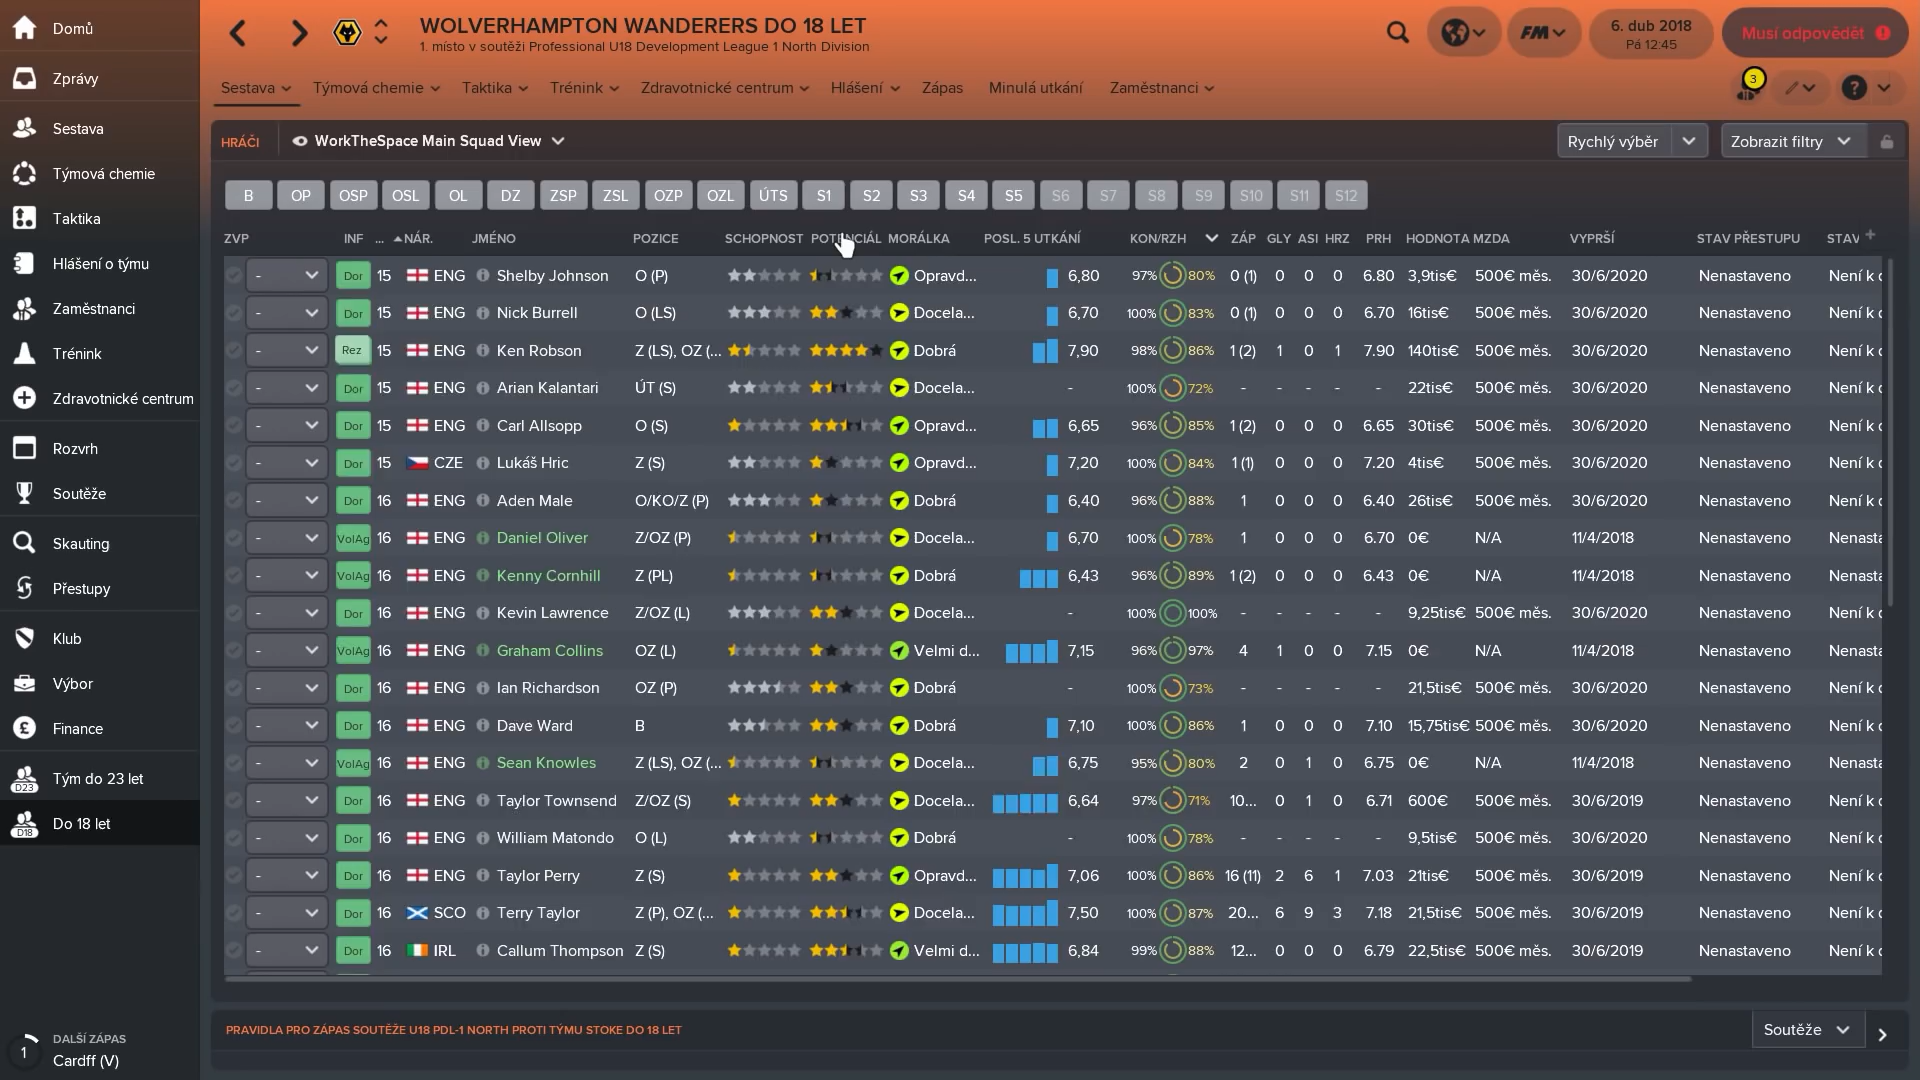 Domů
Zprávy
Sestava
Týmová chemie
Taktika
Hlášení o týmu
Zaměstnanci
Trénink
Zdravotnické centrum
Rozvrh
Soutěže
Skauting
Přestupy
Klub
Výbor
Finance
D23 Tým do 23 let
D18 Do 18 let
DALŠÍ ZÁPAS
1 Cardff (V)
WOLVERHAMPTON WANDERERS DO 18 LET
1. místo v soutěži Professional U18 Development League 1 North Division
FM
6. dub 2018
Pá 12:45
Musí odpovědět
Sestava Týmová chemie Taktika Trénink Zdravotnické centrum Hlášení Zápas Minulá utkání Zaměstnanci
3 ?
HRÁČI WorkTheSpace Main Squad View Rychlý výběr Zobrazit filtry
B OP OSP OSL OL DZ ZSP ZSL OZP OZL ÚTS S1 S2 S3 S4 S5 S6 S7 S8 S9 S10 S11 S12
ZVP INF ... NÁR. JMÉNO POZICE SCHOPNOST MORÁLKA POSL. 5 UTKÁNÍ KON/RZH ZÁP GLY ASI HRZ PRH HODNOTA MZDA VYPRŠÍ STAV PŘESTUPU STAV +
- Dor 15 ENG Shelby Johnson O (P) Opravd... 6,80 97% 80% 0 (1) 0 0 0 6.80 3,9tis€ 500€ měs. 30/6/2020 Nenastaveno Není k
- Dor 15 ENG Nick Burrell O (LS) Docela... 6,70 100% 83% 0 (1) 0 0 0 6.70 16tis€ 500€ měs. 30/6/2020 Nenastaveno Není k
- Rez 15 ENG Ken Robson Z (LS), OZ (... Dobrá 7,90 98% 86% 1 (2) 1 0 1 7.90 140tis€ 500€ měs. 30/6/2020 Nenastaveno Není k
- Dor 15 ENG Arian Kalantari ÚT (S) Docela... - 100% 72% - - - - - 22tis€ 500€ měs. 30/6/2020 Nenastaveno Není k
- Dor 15 ENG Carl Allsopp O (S) Opravd... 6,65 96% 85% 1 (2) 0 0 0 6.65 30tis€ 500€ měs. 30/6/2020 Nenastaveno Není k
- Dor 15 CZE Lukáš Hric Z (S) Opravd... 7,20 100% 84% 1 (1) 0 0 0 7.20 4tis€ 500€ měs. 30/6/2020 Nenastaveno Není k
- Dor 16 ENG Aden Male O/KO/Z (P) Dobrá 6,40 96% 88% 1 0 0 0 6.40 26tis€ 500€ měs. 30/6/2020 Nenastaveno Není k
- VolAg 16 ENG Daniel Oliver Z/OZ (P) Docela... 6,70 100% 78% 1 0 0 0 6.70 0€ N/A 11/4/2018 Nenastaveno Nenasta
- VolAg 16 ENG Kenny Cornhill Z (PL) Dobrá 6,43 96% 89% 1 (2) 0 0 0 6.43 0€ N/A 11/4/2018 Nenastaveno Nenasta
- Dor 16 ENG Kevin Lawrence Z/OZ (L) Docela... - 100% 100% - - - - - 9,25tis€ 500€ měs. 30/6/2020 Nenastaveno Není k
- VolAg 16 ENG Graham Collins OZ (L) Velmi d... 7,15 96% 97% 4 1 0 0 7.15 0€ N/A 11/4/2018 Nenastaveno Nenasta
- Dor 16 ENG Ian Richardson OZ (P) Dobrá - 100% 73% - - - - - 21,5tis€ 500€ měs. 30/6/2020 Nenastaveno Není k
- Dor 16 ENG Dave Ward B Dobrá 7,10 100% 86% 1 0 0 0 7.10 15,75tis€ 500€ měs. 30/6/2020 Nenastaveno Není k
- VolAg 16 ENG Sean Knowles Z (LS), OZ (... Docela... 6,75 95% 80% 2 0 1 0 6.75 0€ N/A 11/4/2018 Nenastaveno Nenasta
- Dor 16 ENG Taylor Townsend Z/OZ (S) Docela... 6,64 97% 71% 10... 0 1 0 6.71 600€ 500€ měs. 30/6/2019 Nenastaveno Není k
- Dor 16 ENG William Matondo O (L) Dobrá - 100% 78% - - - - - 9,5tis€ 500€ měs. 30/6/2020 Nenastaveno Není k
- Dor 16 ENG Taylor Perry Z (S) Opravd... 7,06 100% 86% 16 (11) 2 6 1 7.03 21tis€ 500€ měs. 30/6/2019 Nenastaveno Není k
- Dor 16 SCO Terry Taylor Z (P), OZ (... Docela... 7,50 100% 87% 20... 6 9 3 7.18 21,5tis€ 500€ měs. 30/6/2019 Nenastaveno Není k
- Dor 16 IRL Callum Thompson Z (S) Velmi d... 6,84 99% 88% 12... 0 0 0 6.79 22,5tis€ 500€ měs. 30/6/2019 Nenastaveno Není k
PRAVIDLA PRO ZÁPAS SOUTĚŽE U18 PDL-1 NORTH PROTI TÝMU STOKE DO 18 LET Soutěže